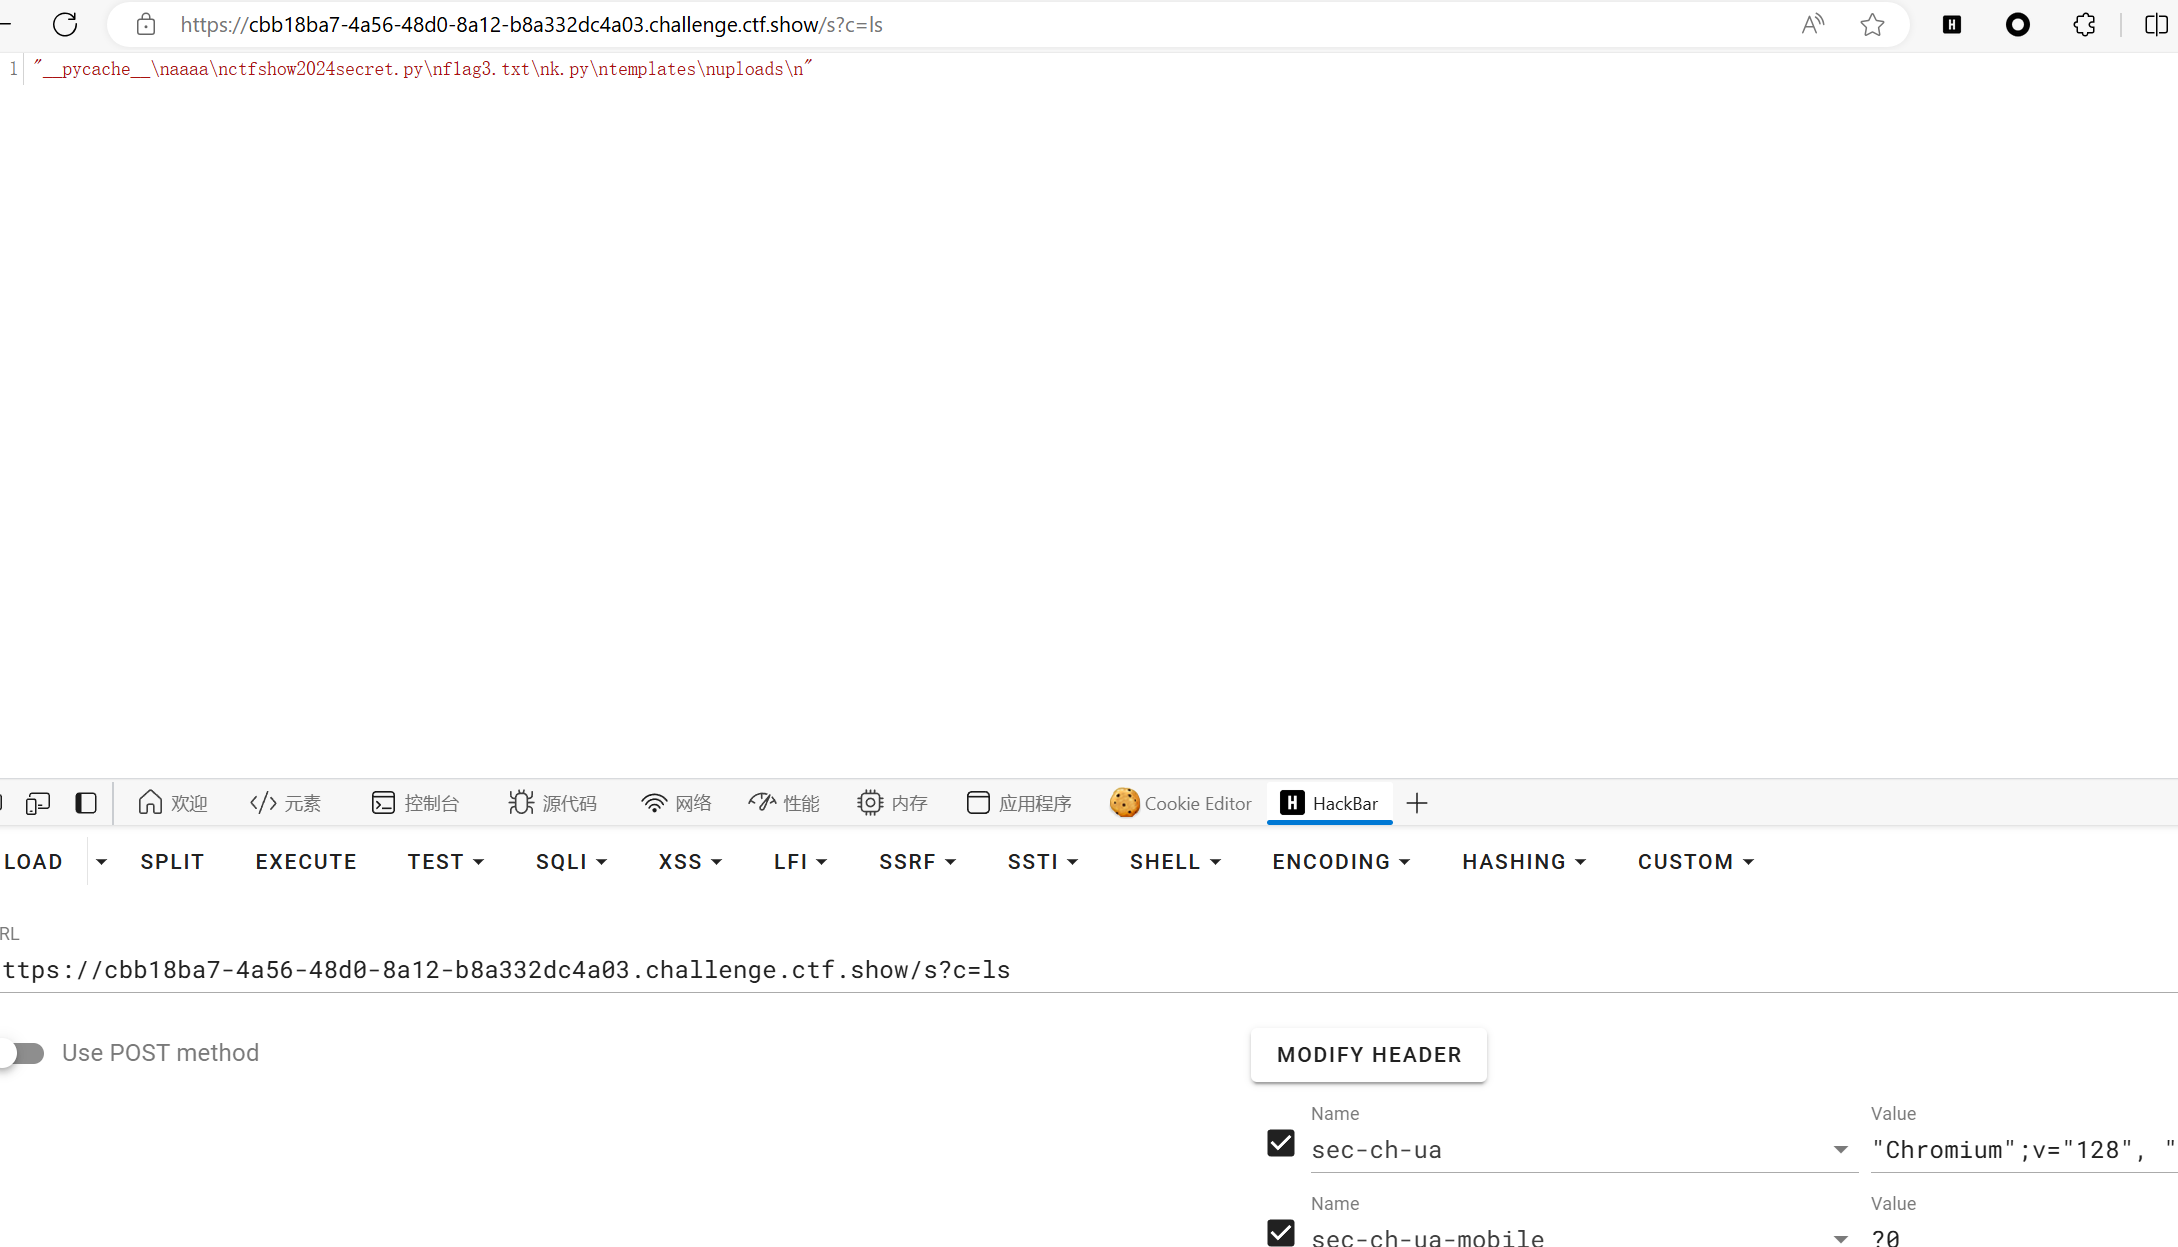 https://cbb18ba7-4a56-48d0-8a12-b8a332dc4a03.challenge.ctf.show/s?c=ls
1 "__pycache__\naaaa\nctfshow2024secret.py\nflag3.txt\nk.py\ntemplates\nuploads\n"
欢迎 </> 元素 控制台 源代码 网络 性能 内存 应用程序 Cookie Editor H HackBar +
LOAD SPLIT EXECUTE TEST SQLI XSS LFI SSRF SSTI SHELL ENCODING HASHING CUSTOM
RL
ttps://cbb18ba7-4a56-48d0-8a12-b8a332dc4a03.challenge.ctf.show/s?c=ls
Use POST method
MODIFY HEADER
Name Value
sec-ch-ua "Chromium";v="128", "
Name Value
sec-ch-ua-mobile ?0